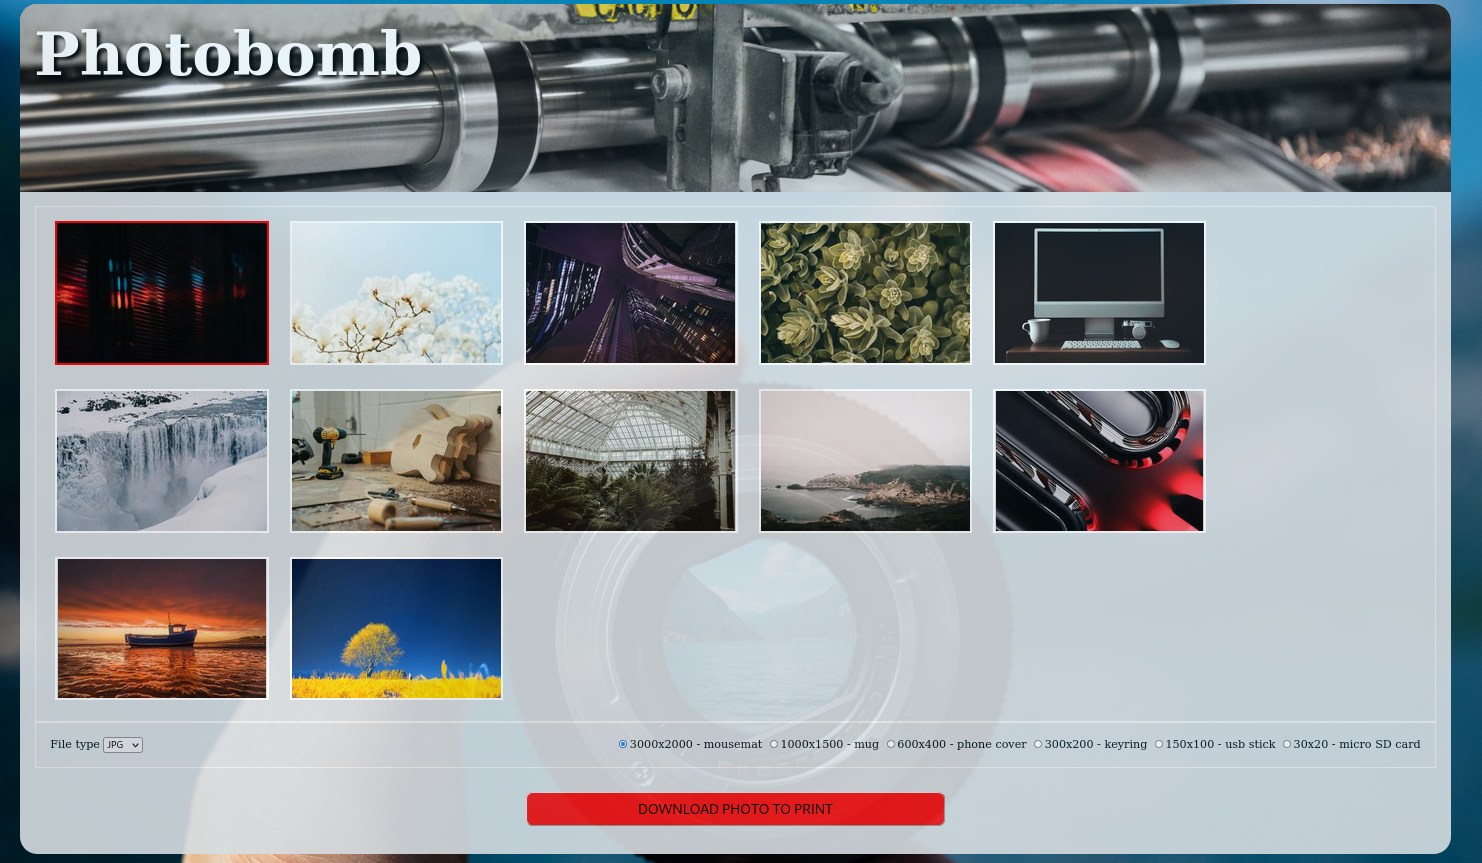 Photobomb
File type JPG 3000x2000 - mousemat 1000x1500 - mug 600x400 - phone cover 300x200 - keyring 150x100 - usb stick 30x20 - micro SD card
DOWNLOAD PHOTO TO PRINT